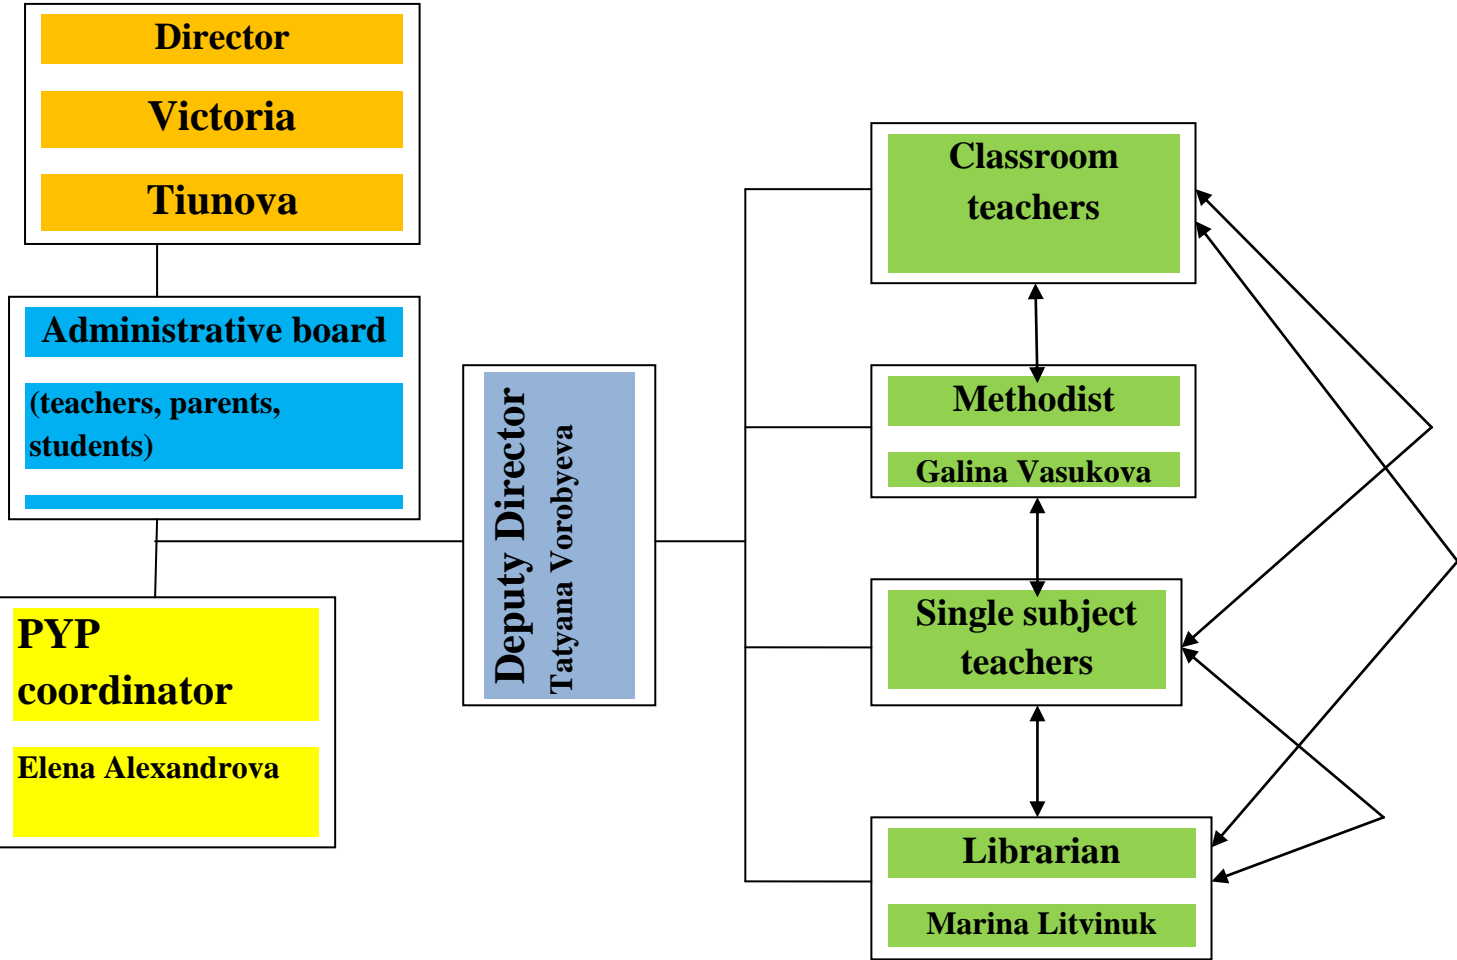 Director
Victoria
Tiunova
Administrative board
(teachers, parents,
students)
PYP
coordinator
Elena Alexandrova
Deputy Director
Tatyana Vorobyeva
Classroom
teachers
Methodist
Galina Vasukova
Single subject
teachers
Librarian
Marina Litvinuk